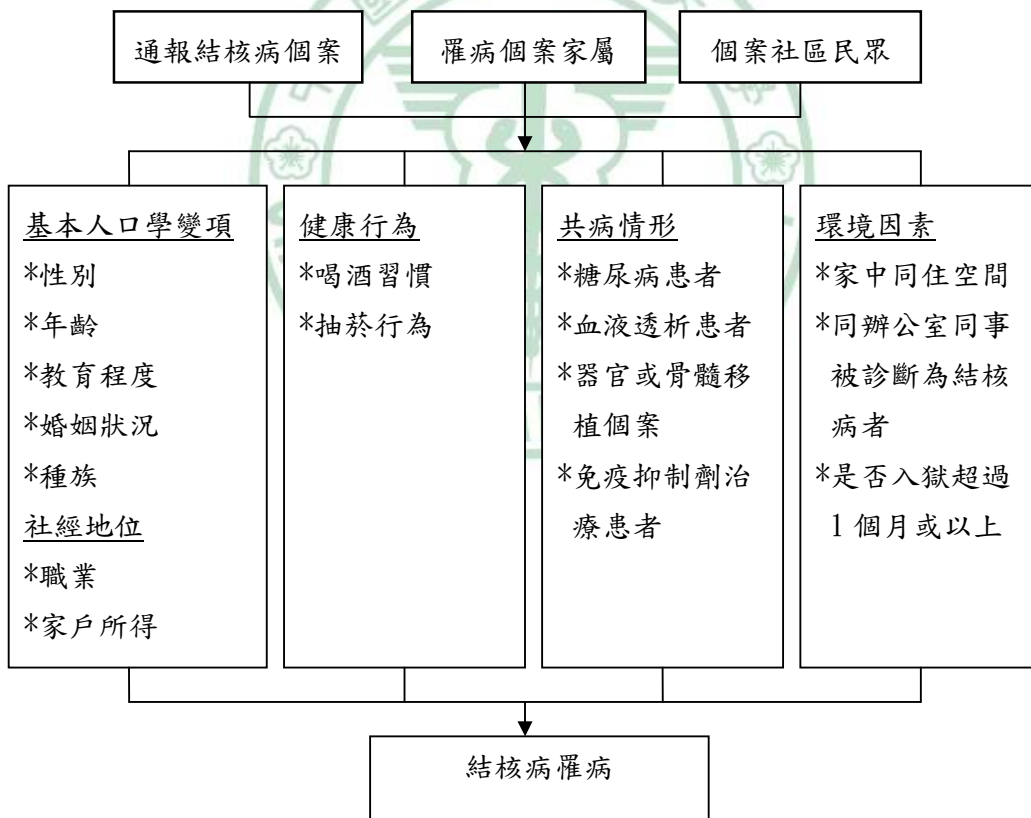 通報結核病個案
罹病個案家屬
個案社區民眾
基本人口學變項
*性別
*年齡
*教育程度
*婚姻狀況
*種族
社經地位
*職業
*家戶所得
健康行為
*喝酒習慣
*抽菸行為
共病情形
*糖尿病患者
*血液透析患者
*器官或骨髓移
植個案
*免疫抑制劑治
療患者
環境因素
*家中同住空間
*同辦公室同事
被診斷為結核
病者
*是否入獄超過
1 個月或以上
結核病罹病